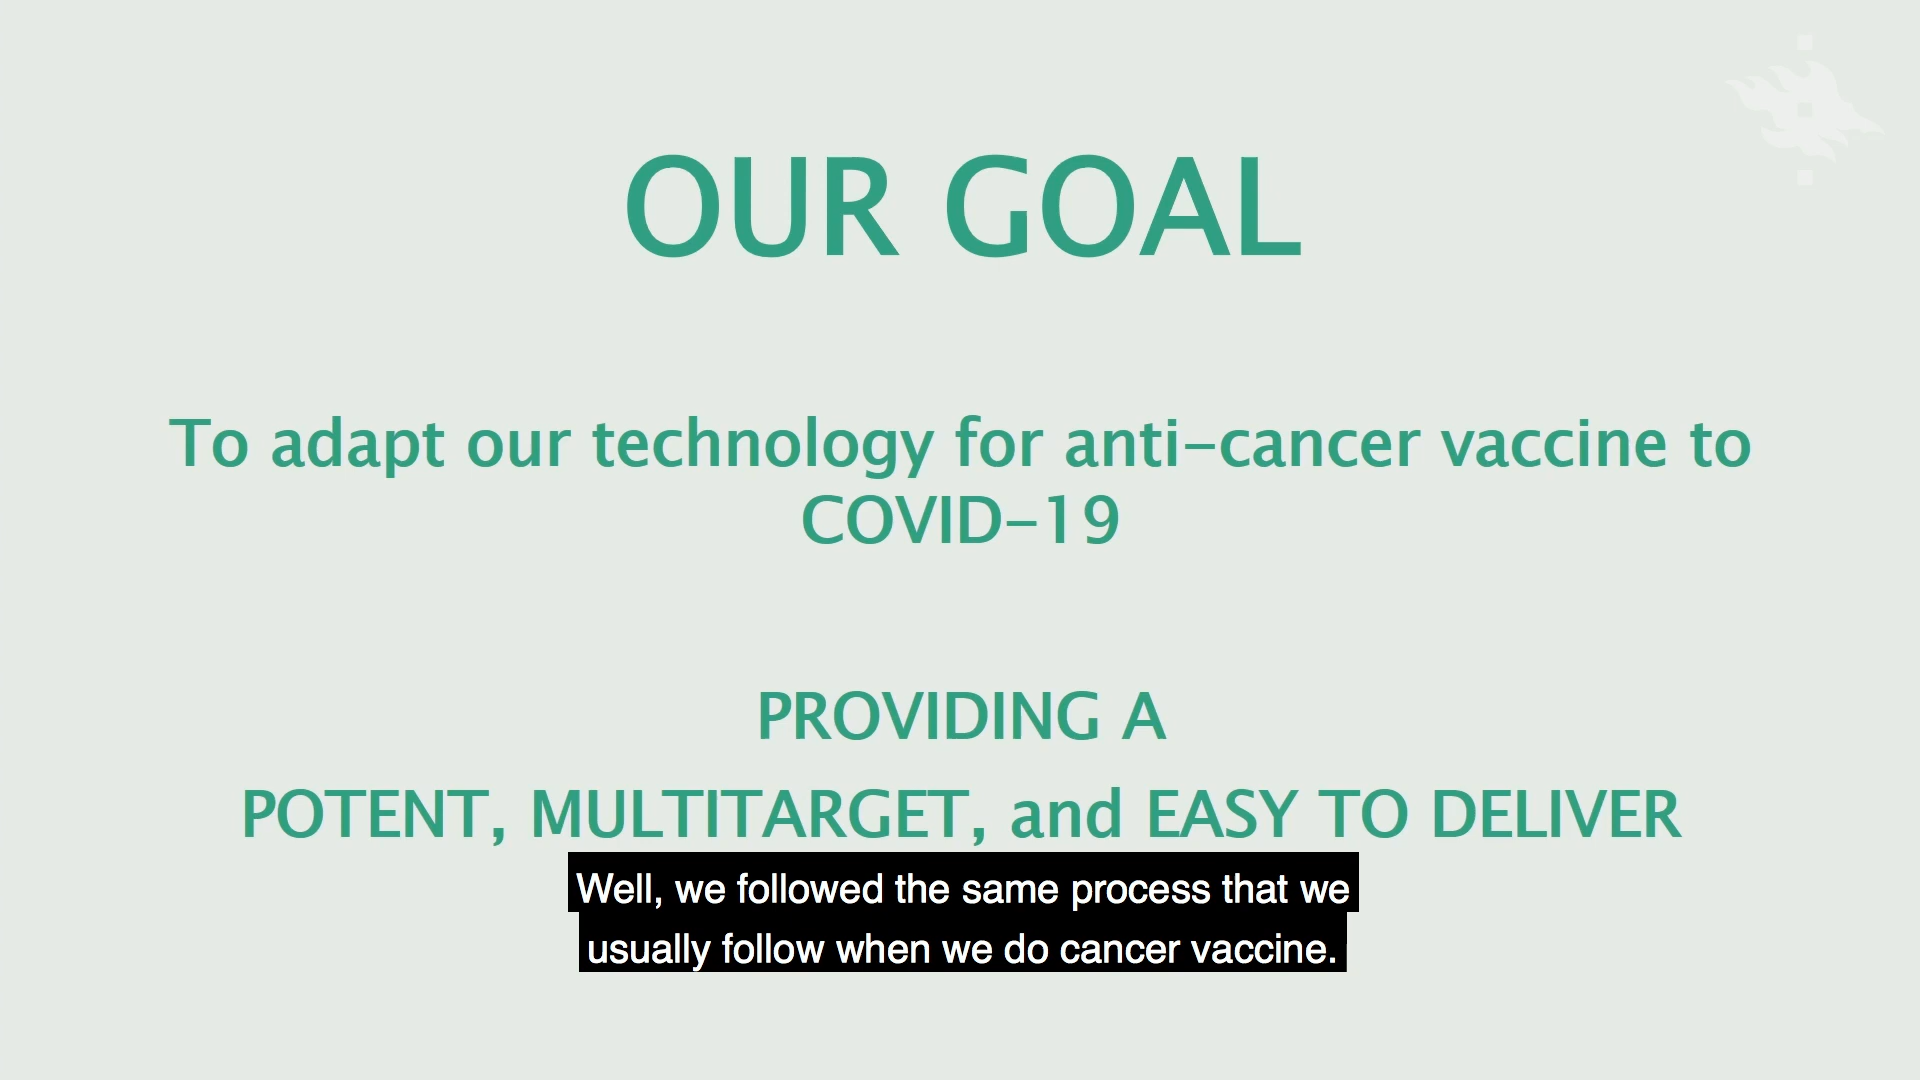 OUR GOAL
To adapt our technology for anti-cancer vaccine to
COVID-19
PROVIDING A
POTENT, MULTITARGET, and EASY TO DELIVER
Well, we followed the same process that we
usually follow when we do cancer vaccine.